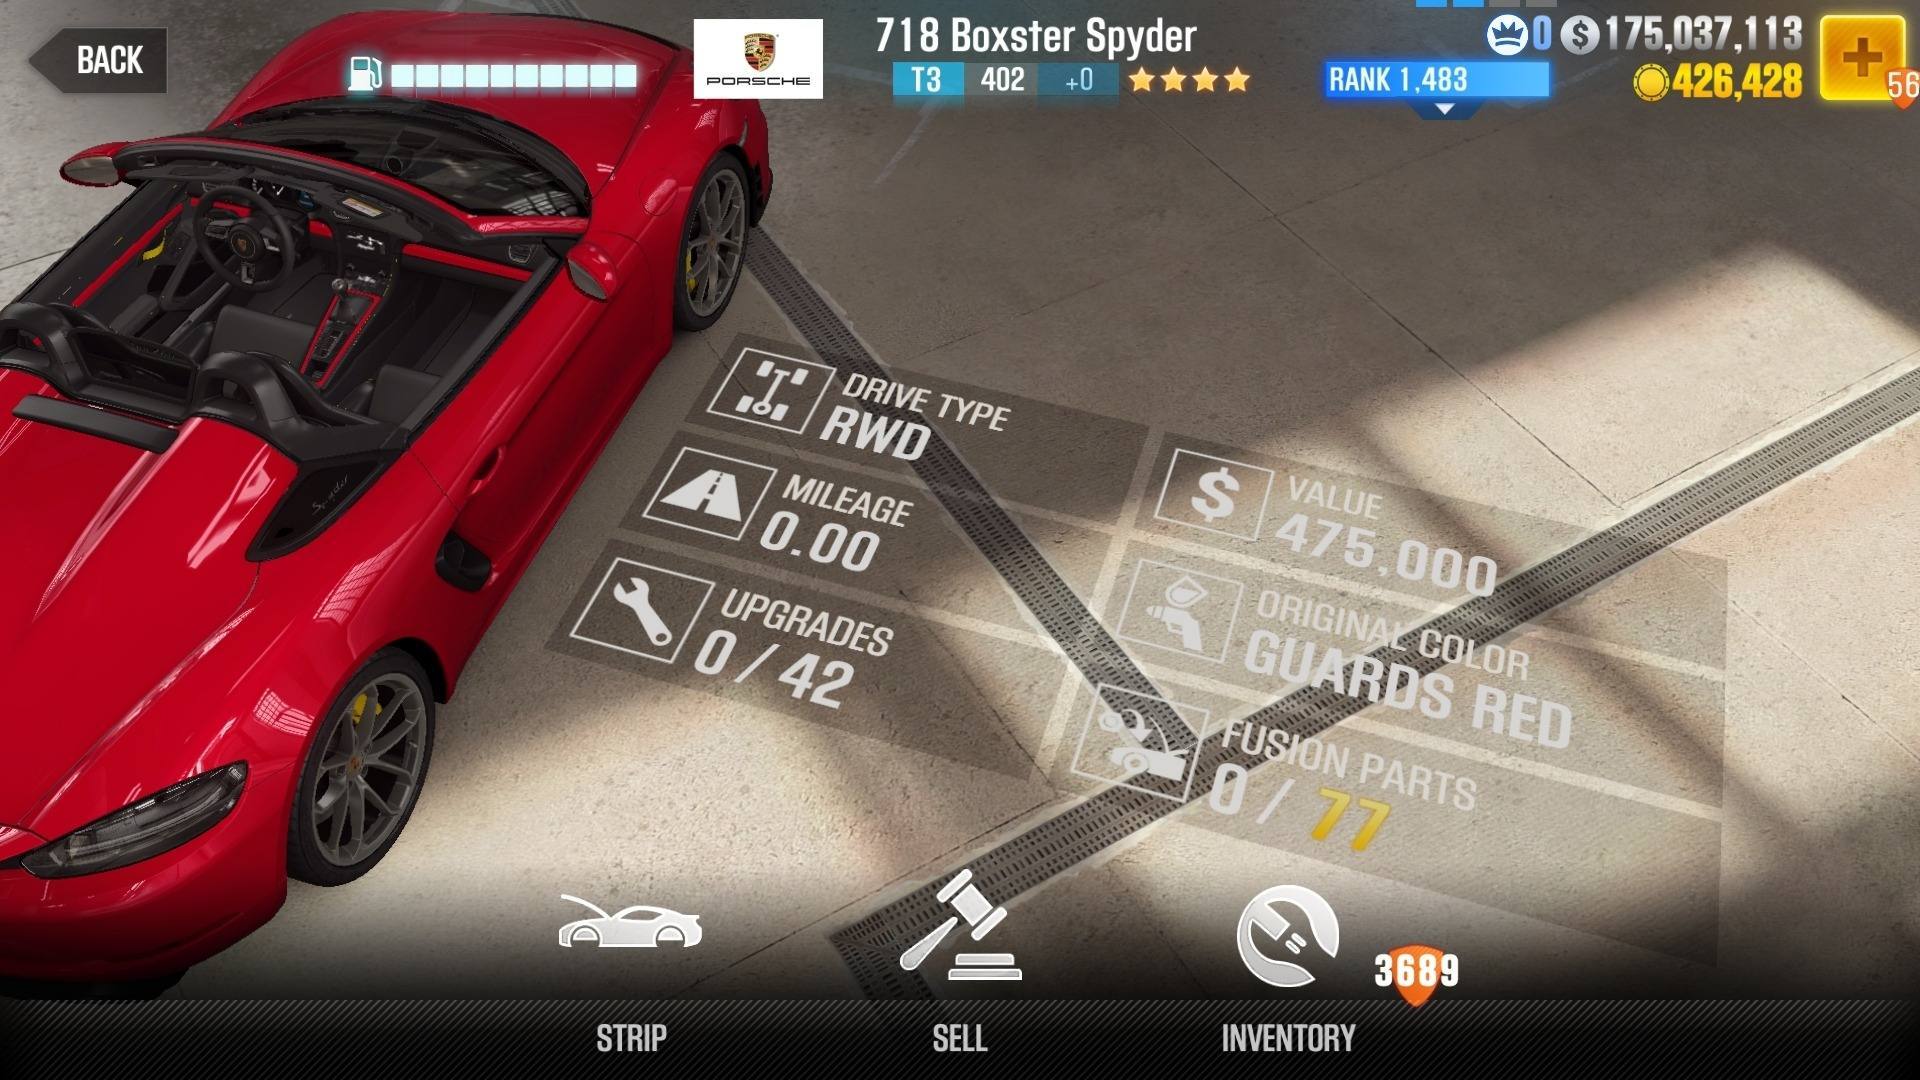 BACK
PORSCHE
718 Boxster Spyder
T3 402 +0
RANK 1,483
0 $ 175,037,113
426,428
56
DRIVE TYPE
RWD
MILEAGE
0.00
UPGRADES
0 / 42
$ VALUE
475,000
ORIGINAL COLOR
GUARDS RED
FUSION PARTS
0 / 77
Spyder
3689
STRIP
SELL
INVENTORY